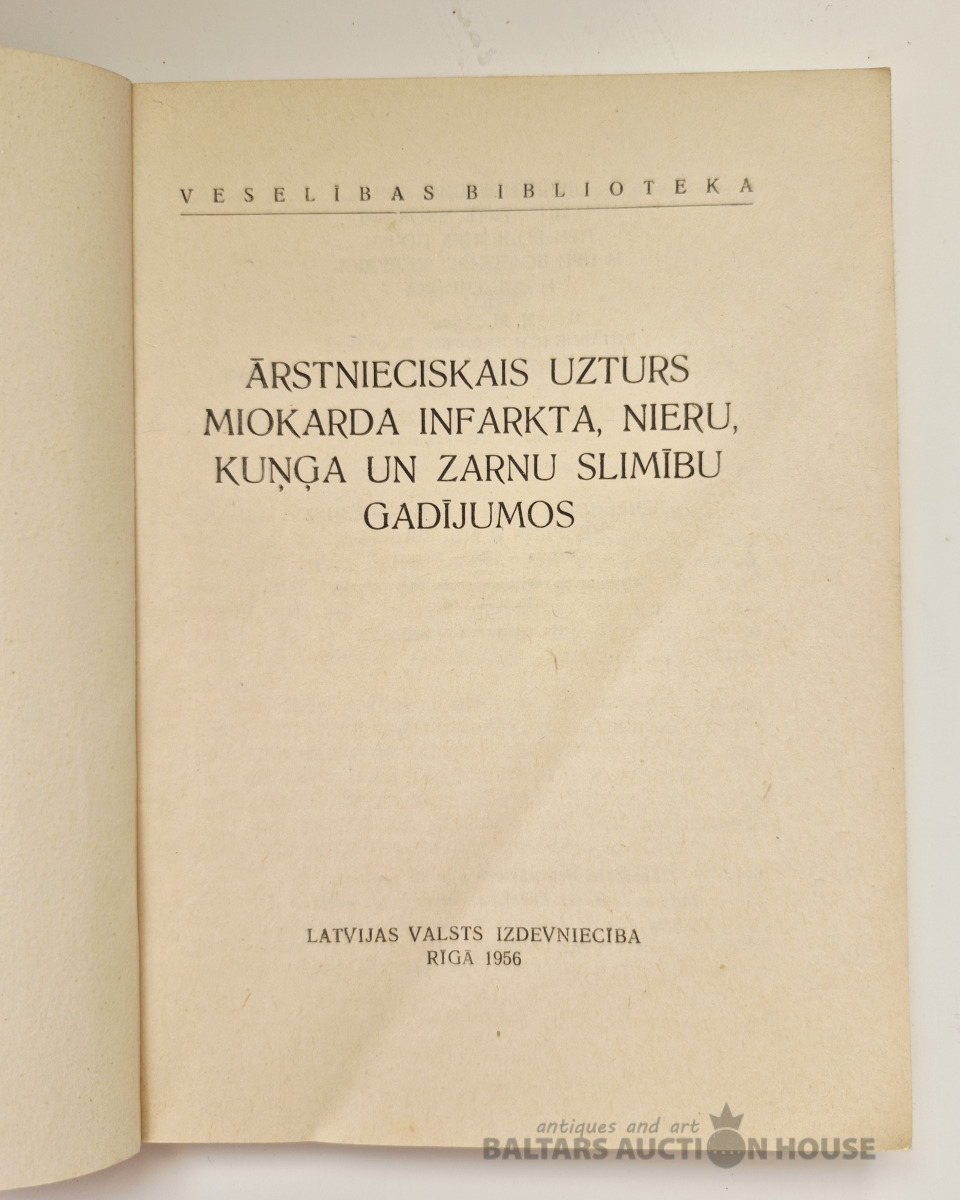 VESELĪBAS BIBLIOTEKA
ĀRSTNIECISKAIS UZTURS
MIOKARDA INFARKTA, NIERU,
KUŅĢA UN ZARNU SLIMĪBU
GADĪJUMOS
LATVIJAS VALSTS IZDEVNIECĪBA
RĪGĀ 1956
antiques and art
BALTARS AUCTION HOUSE